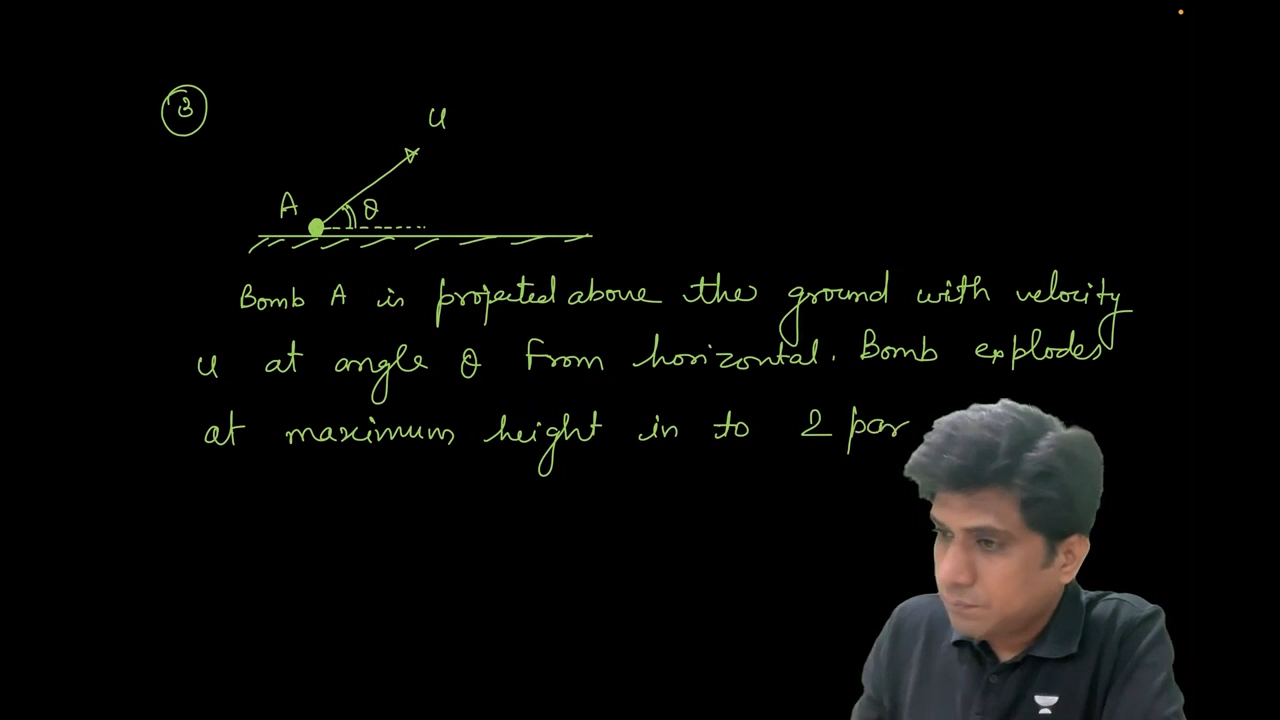 3
u
A
θ
Bomb A is projected above the ground with velocity
u at angle θ From horizontal. Bomb explodes
at maximum height in to 2 par